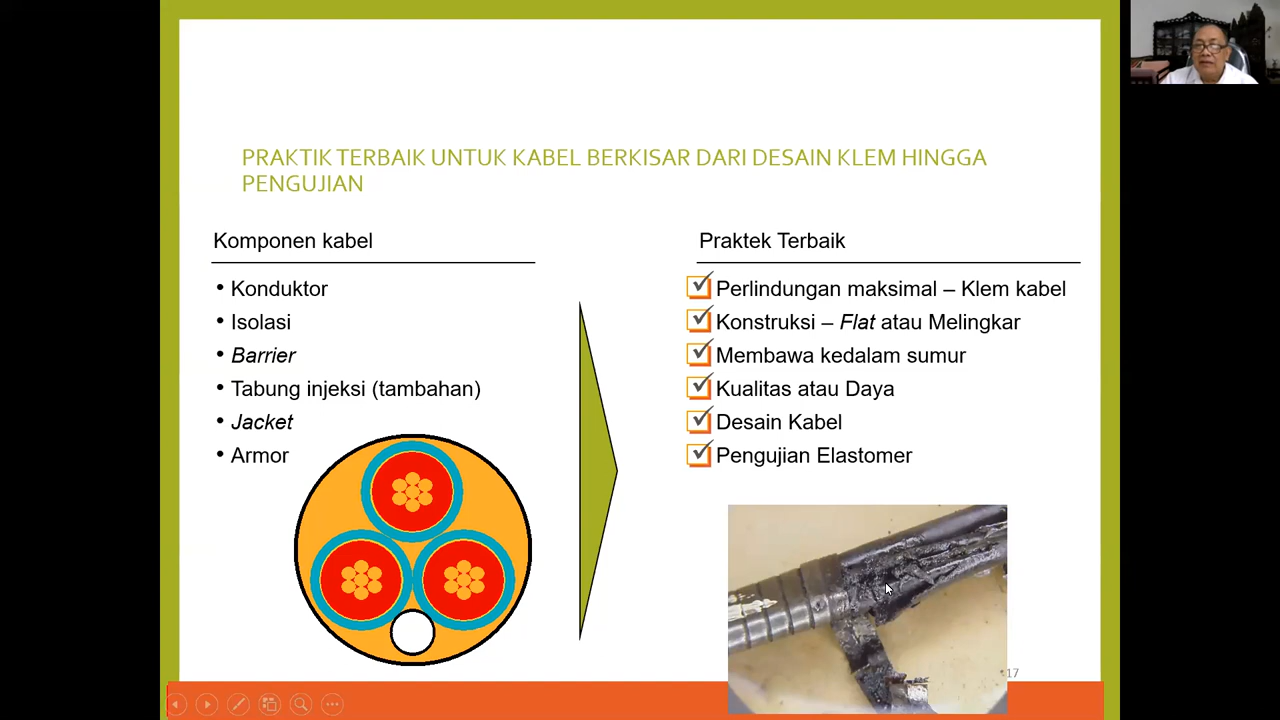 PRAKTIK TERBAIK UNTUK KABEL BERKISAR DARI DESAIN KLEM HINGGA
PENGUJIAN
Komponen kabel
• Konduktor
• Isolasi
• Barrier
• Tabung injeksi (tambahan)
• Jacket
• Armor
Praktek Terbaik
Perlindungan maksimal – Klem kabel
Konstruksi – Flat atau Melingkar
Membawa kedalam sumur
Kualitas atau Daya
Desain Kabel
Pengujian Elastomer
17